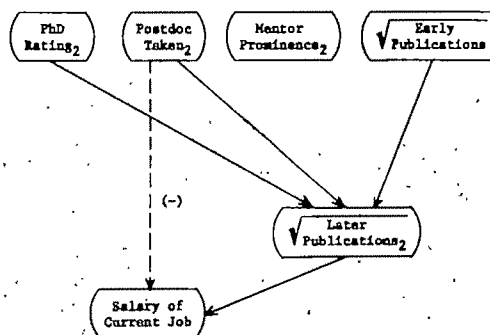 PhD
Rating₂
Postdoc
Taken₂
Mentor
Prominence₂
√Early
Publications
(-)
√Later
Publications₂
Salary of
Current Job